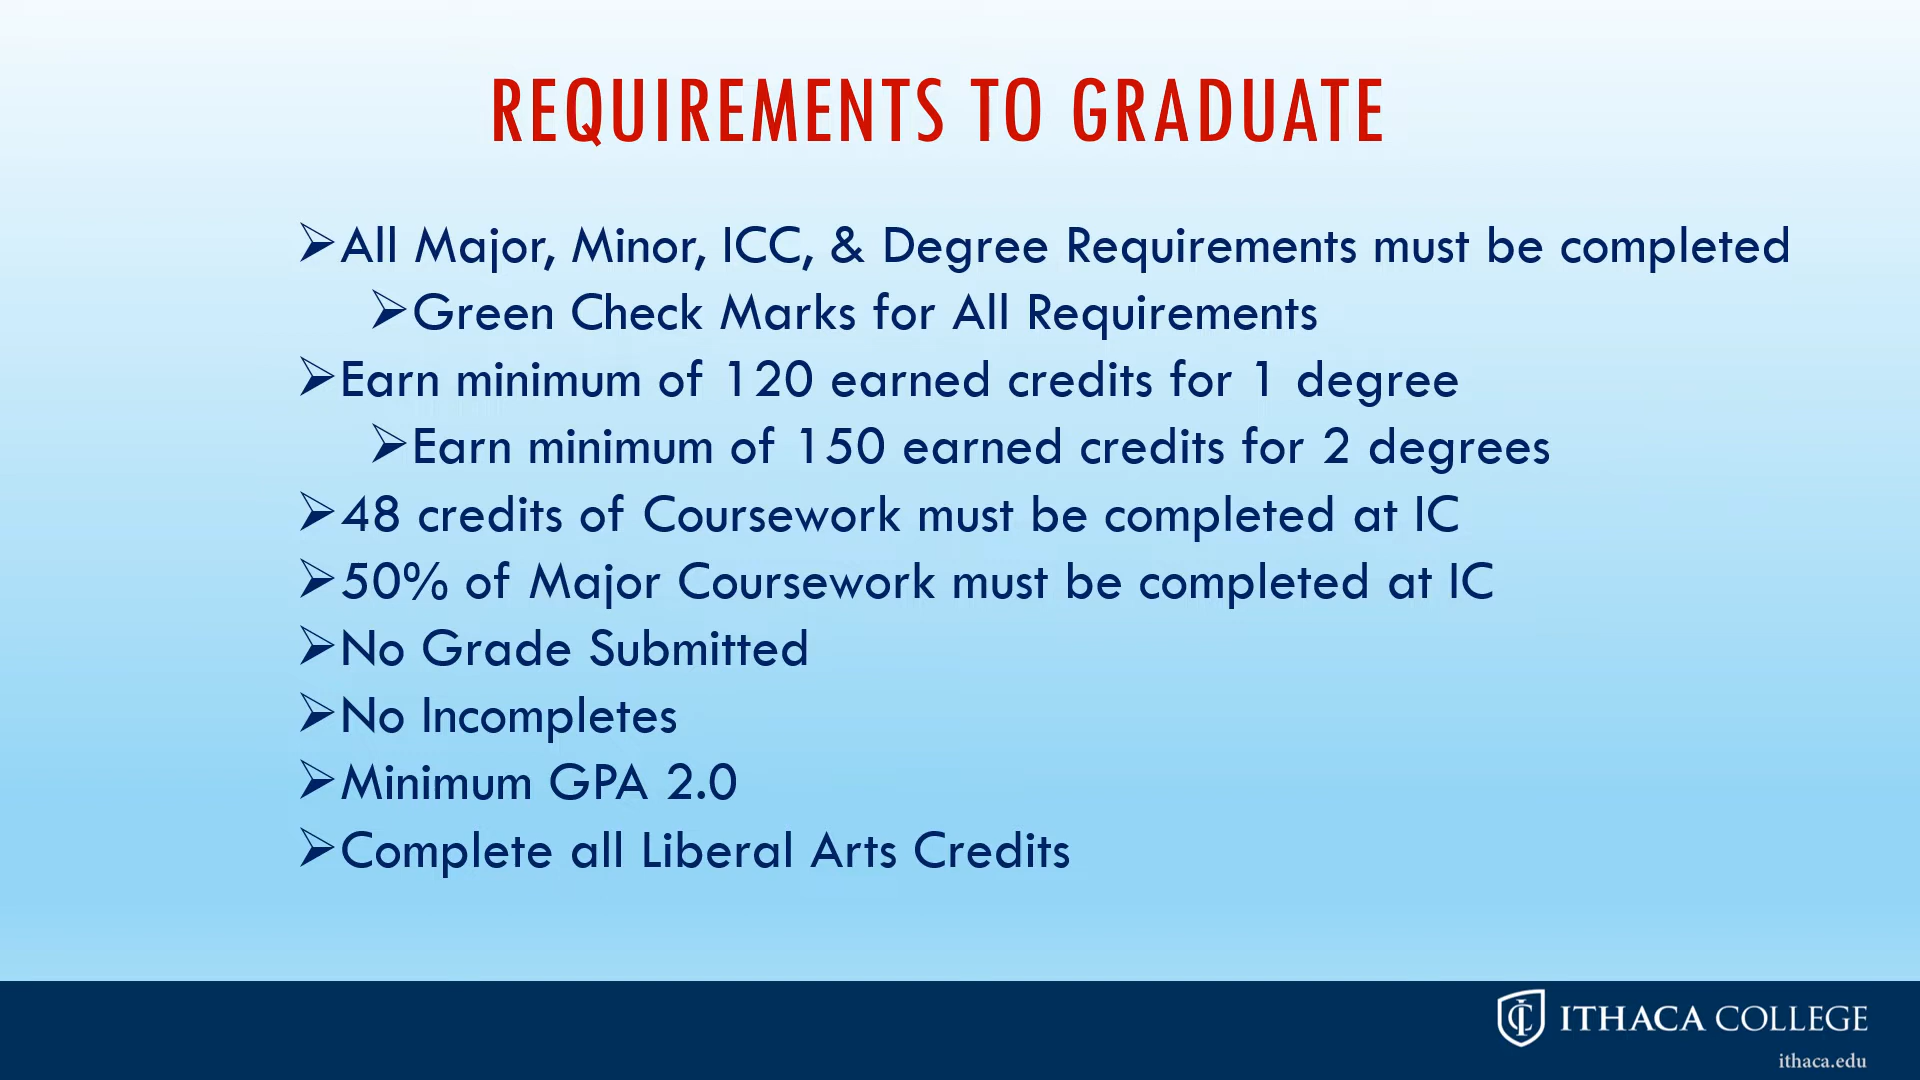 REQUIREMENTS TO GRADUATE
➢All Major, Minor, ICC, & Degree Requirements must be completed
➢Green Check Marks for All Requirements
➢Earn minimum of 120 earned credits for 1 degree
➢Earn minimum of 150 earned credits for 2 degrees
➢48 credits of Coursework must be completed at IC
➢50% of Major Coursework must be completed at IC
➢No Grade Submitted
➢No Incompletes
➢Minimum GPA 2.0
➢Complete all Liberal Arts Credits
IC ITHACA COLLEGE
ithaca.edu